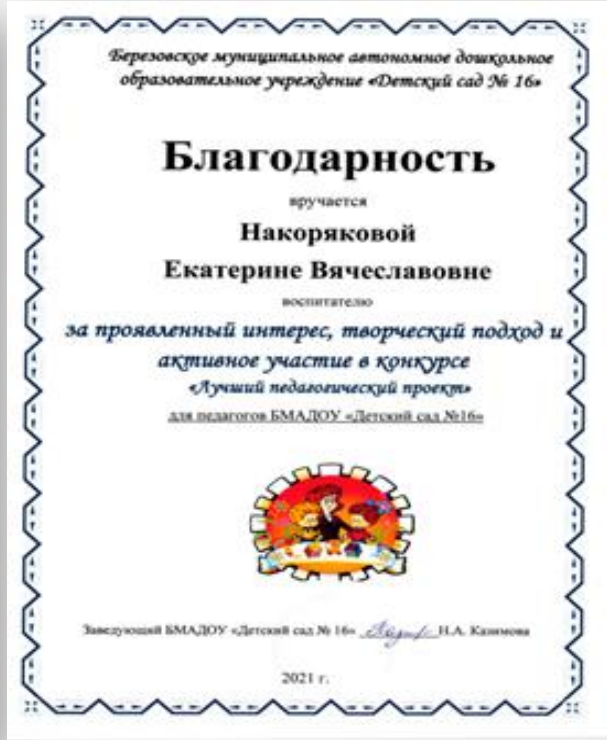 Березовское муниципальное автономное дошкольное
образовательное учреждение «Детский сад № 16»
Благодарность
вручается
Накоряковой
Екатерине Вячеславовне
воспитателю
за проявленный интерес, творческий подход и
активное участие в конкурсе
«Лучший педагогический проект»
для педагогов БМАДОУ «Детский сад №16»
Заведующий БМАДОУ «Детский сад № 16» Н.А. Казимова
2021 г.